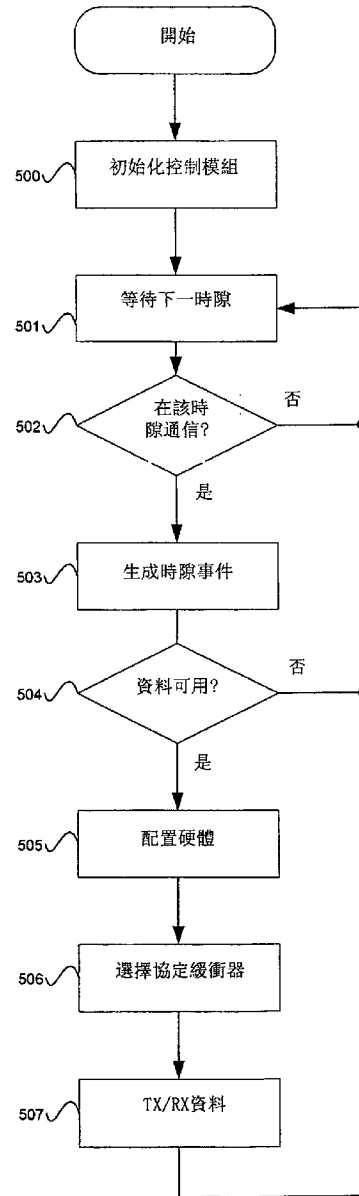 開始
500
初始化控制模組
501
等待下一時隙
502
在該時
隙通信?
否
是
503
生成時隙事件
504
資料可用?
否
是
505
配置硬體
506
選擇協定緩衝器
507
TX/RX資料